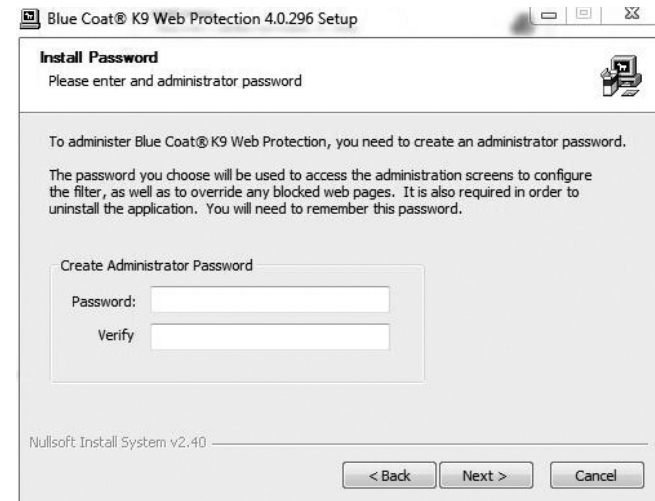 Blue Coat® K9 Web Protection 4.0.296 Setup
Install Password
Please enter and administrator password
To administer Blue Coat® K9 Web Protection, you need to create an administrator password.
The password you choose will be used to access the administration screens to configure
the filter, as well as to override any blocked web pages.  It is also required in order to
uninstall the application.  You will need to remember this password.
Create Administrator Password
Password:
Verify
Nullsoft Install System v2.40
< Back Next > Cancel